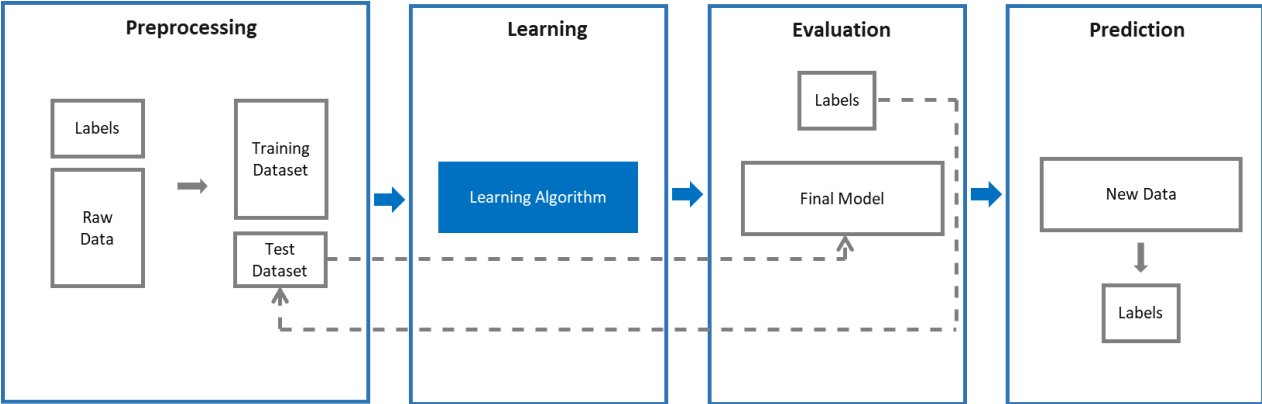 Preprocessing
Labels
Raw
Data
Training
Dataset
Test
Dataset
Learning
Learning Algorithm
Evaluation
Labels
Final Model
Prediction
New Data
Labels